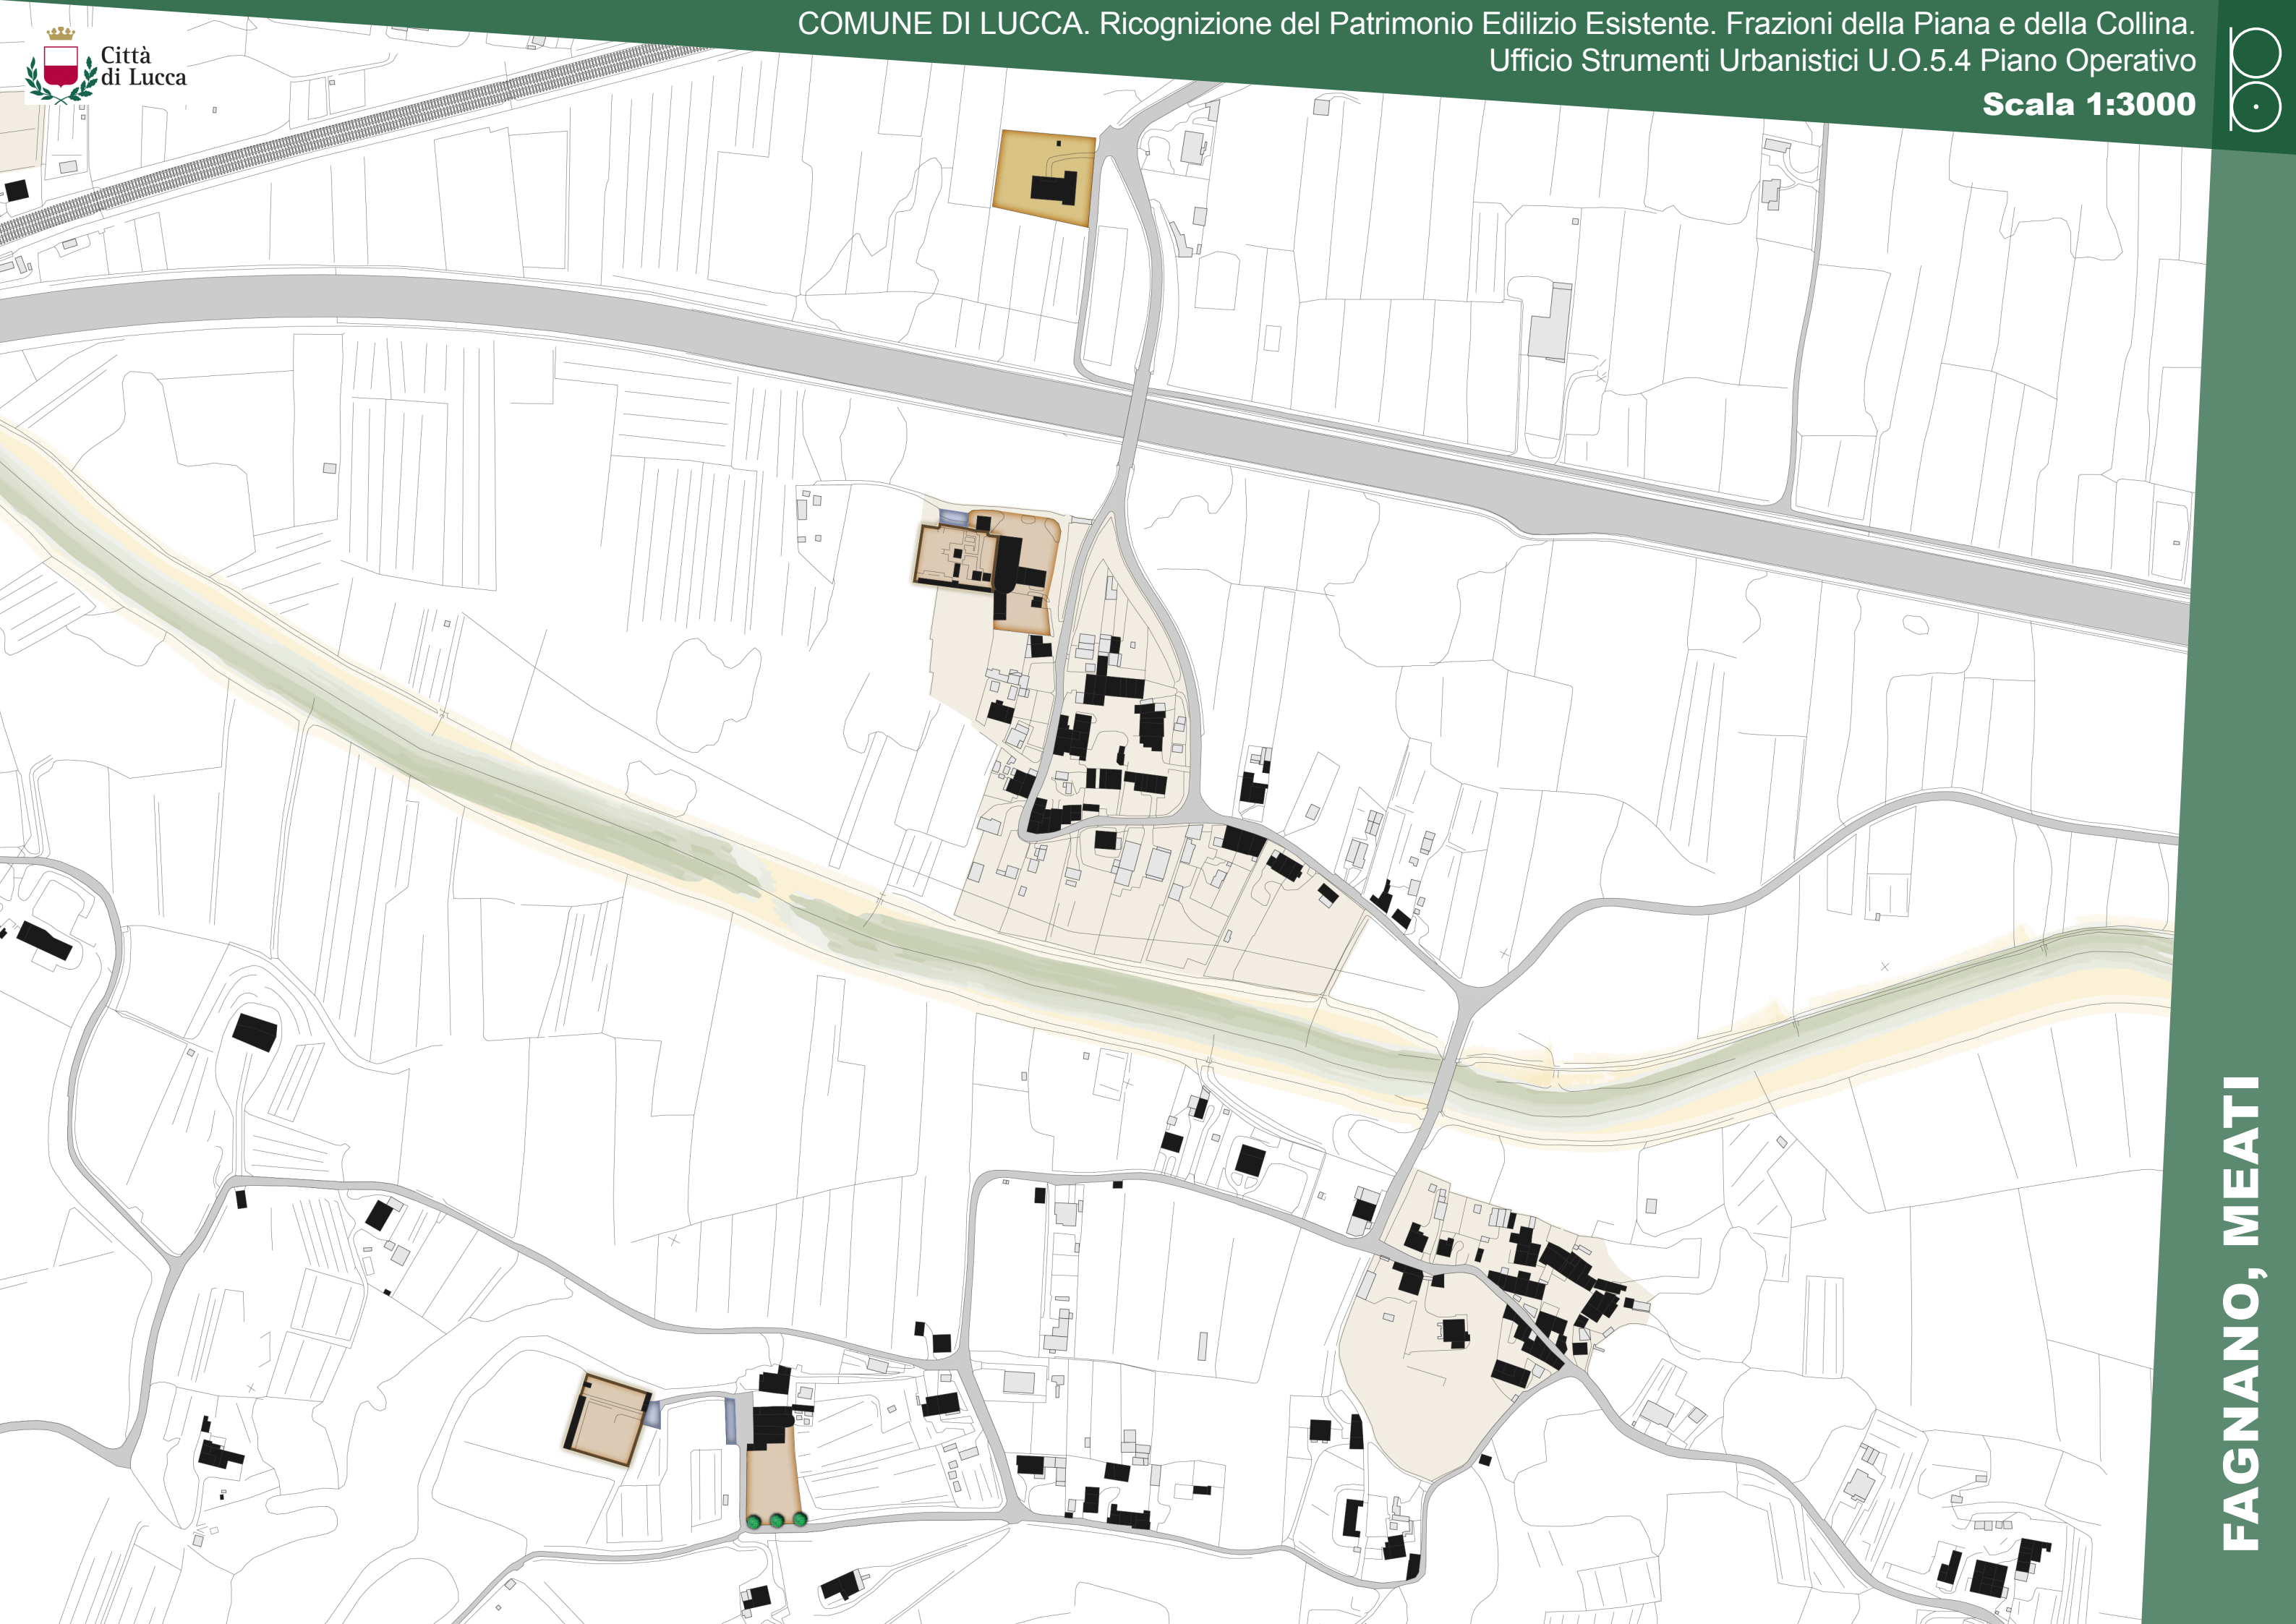 COMUNE DI LUCCA. Ricognizione del Patrimonio Edilizio Esistente. Frazioni della Piana e della Collina.
Ufficio Strumenti Urbanistici U.O.5.4 Piano Operativo
Scala 1:3000
Città
di Lucca
FAGNANO, MEATI